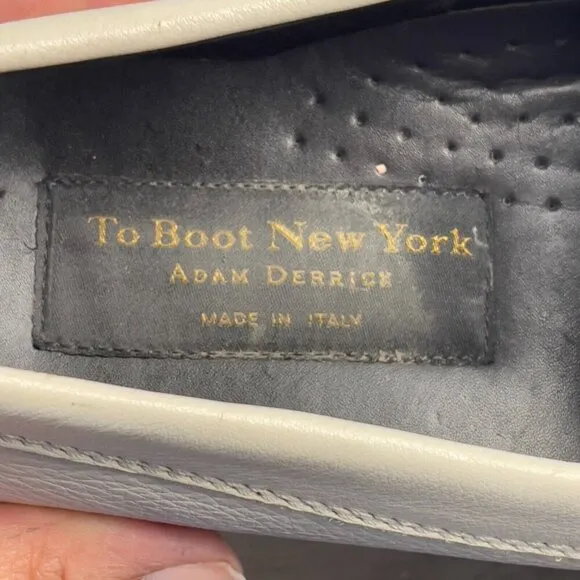 To Boot New York
ADAM DERRICK
MADE IN ITALY